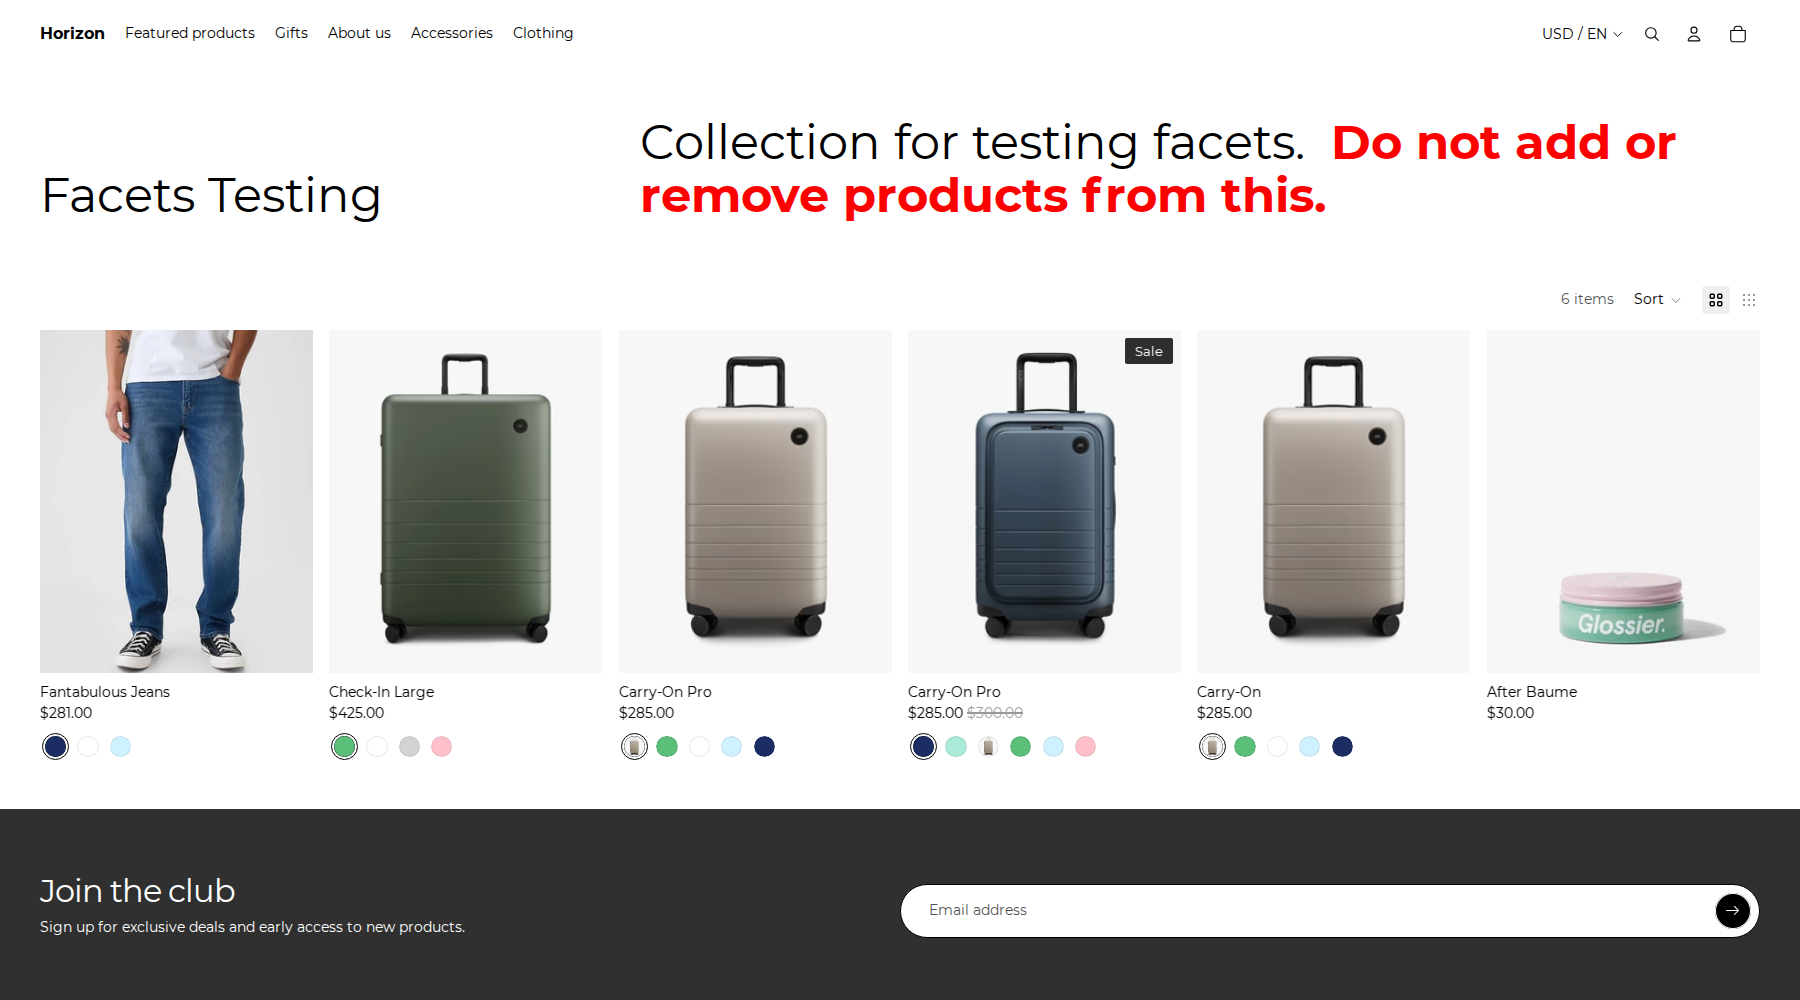 Horizon Featured products Gifts About us Accessories Clothing USD / EN
Facets Testing
Collection for testing facets. Do not add or
remove products from this.
6 items Sort
Sale
Glossier.
Fantabulous Jeans
$281.00
Check-In Large
$425.00
Carry-On Pro
$285.00
Carry-On Pro
$285.00 $300.00
Carry-On
$285.00
After Baume
$30.00
Join the club
Sign up for exclusive deals and early access to new products.
Email address